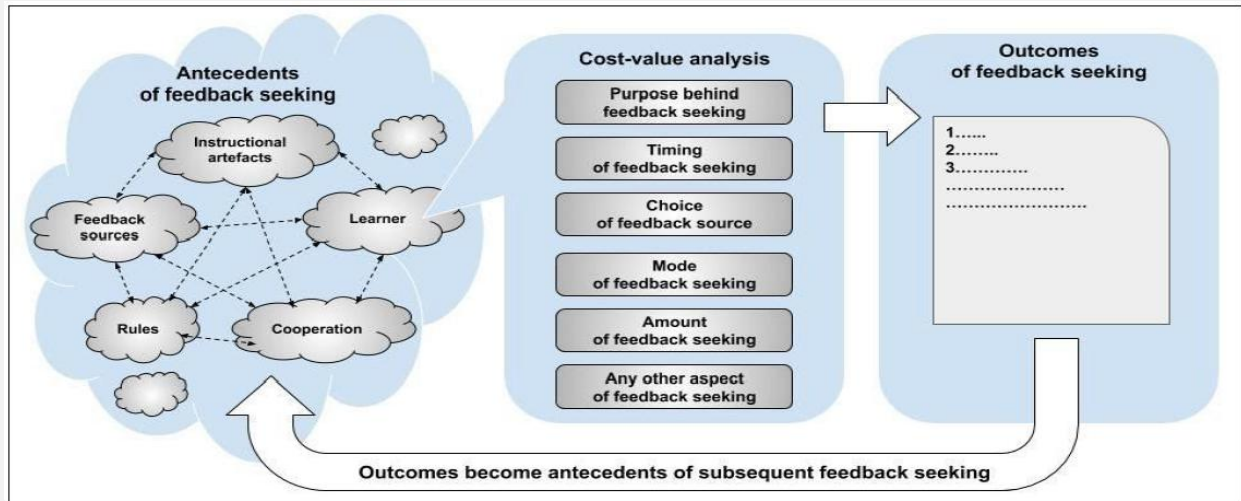 Antecedents
of feedback seeking
Instructional
artefacts
Feedback
sources
Learner
Rules
Cooperation
Cost-value analysis
Purpose behind
feedback seeking
Timing
of feedback seeking
Choice
of feedback source
Mode
of feedback seeking
Amount
of feedback seeking
Any other aspect
of feedback seeking
Outcomes
of feedback seeking
1......
2........
3.............
......................
..........................
Outcomes become antecedents of subsequent feedback seeking